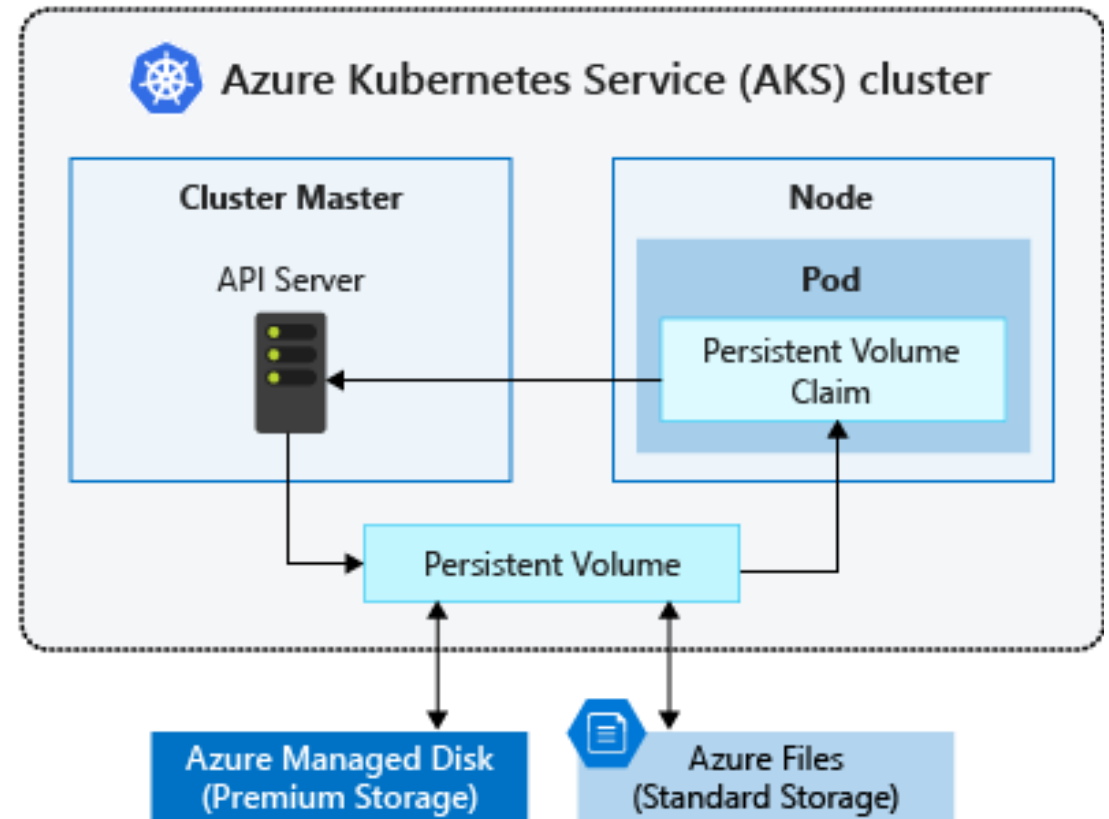 Azure Kubernetes Service (AKS) cluster
Cluster Master
API Server
Node
Pod
Persistent Volume
Claim
Persistent Volume
Azure Managed Disk
(Premium Storage)
Azure Files
(Standard Storage)